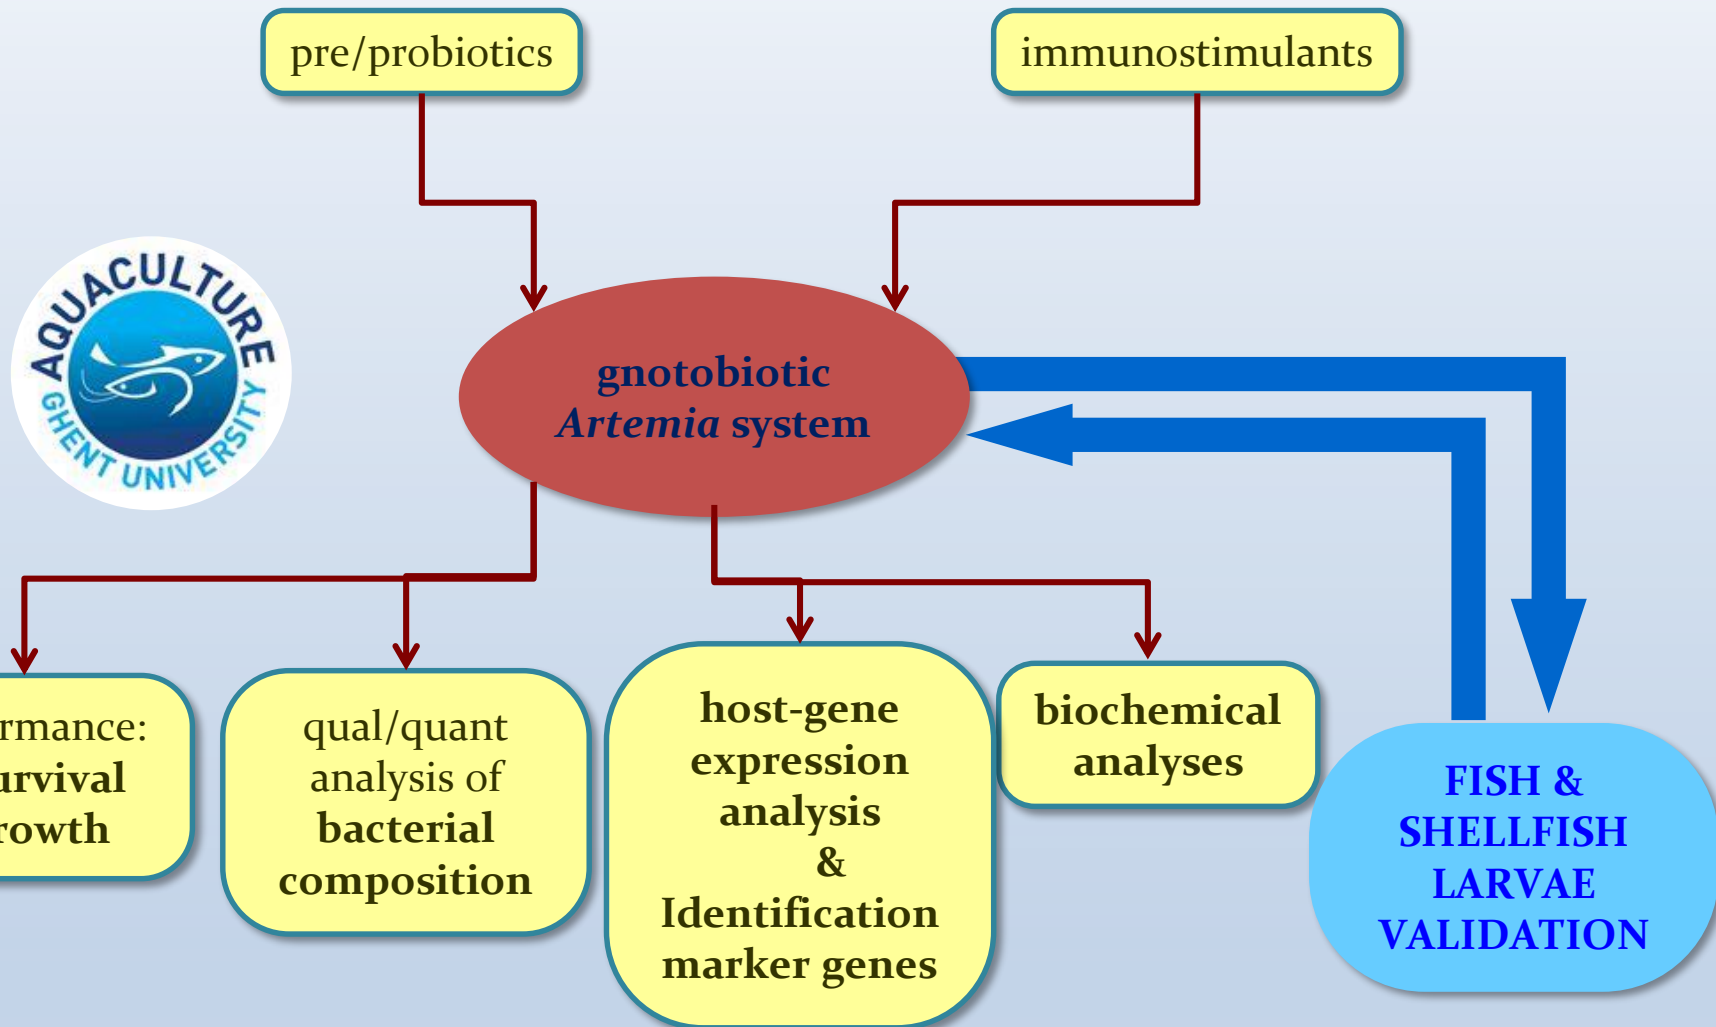 pre/probiotics
immunostimulants
AQUACULTURE
GHENT UNIVERSITY
gnotobiotic
Artemia system
rmance:
urvival
rowth
qual/quant
analysis of
bacterial
composition
host-gene
expression
analysis
&
Identification
marker genes
biochemical
analyses
FISH &
SHELLFISH
LARVAE
VALIDATION